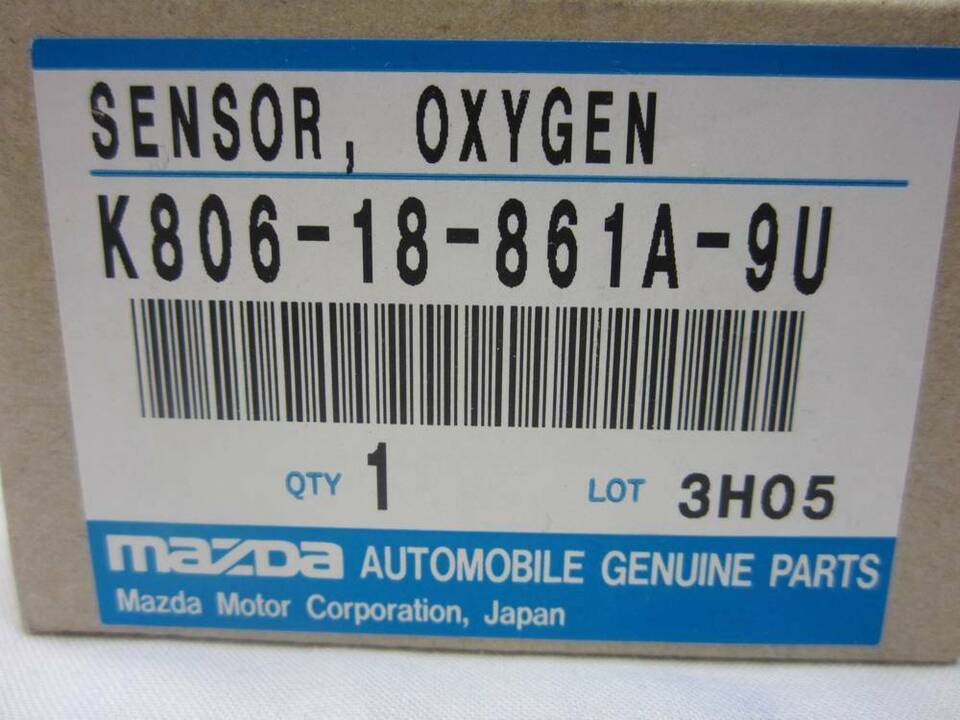 SENSOR, OXYGEN
K806-18-861A-9U
QTY 1 LOT 3H05
mazda AUTOMOBILE GENUINE PARTS
Mazda Motor Corporation, Japan